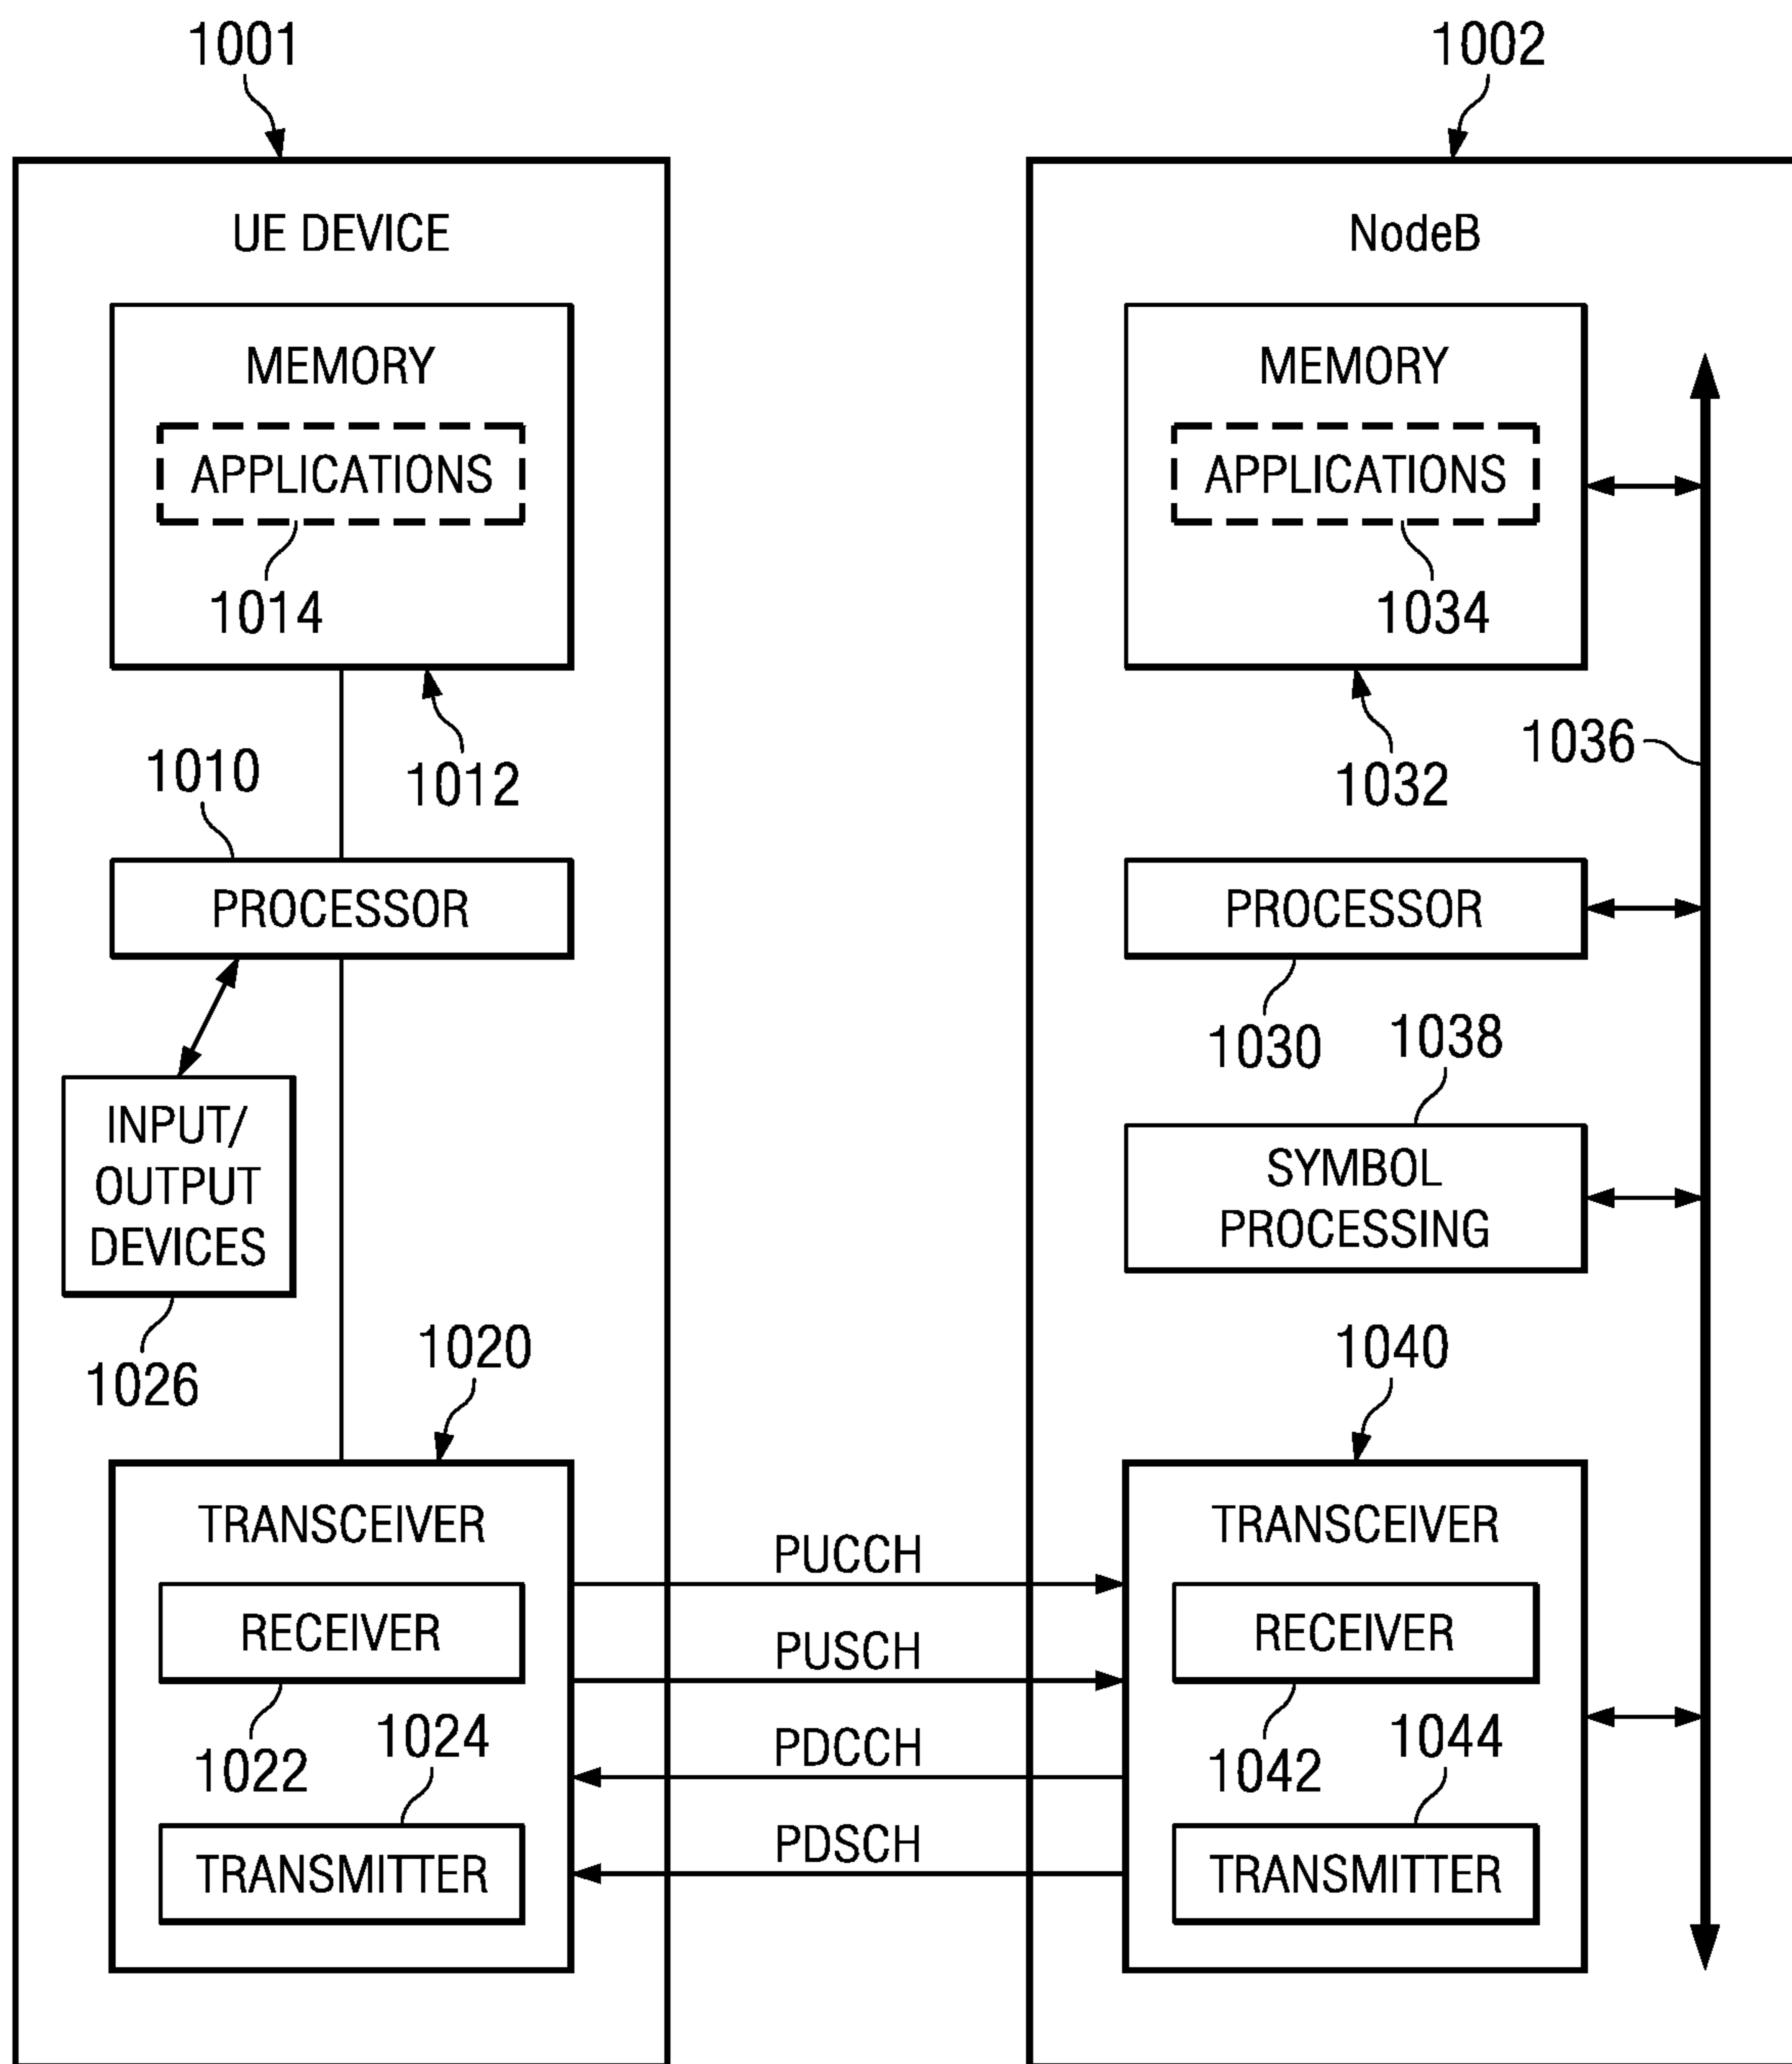 1001
1002
UE DEVICE
NodeB
MEMORY
APPLICATIONS
1014
MEMORY
APPLICATIONS
1034
1036
1010
1012
1032
PROCESSOR
PROCESSOR
1030
1038
INPUT/
OUTPUT
DEVICES
SYMBOL
PROCESSING
1026
1020
1040
TRANSCEIVER
RECEIVER
1022
1024
TRANSMITTER
PUCCH
PUSCH
PDCCH
PDSCH
TRANSCEIVER
RECEIVER
1042
1044
TRANSMITTER